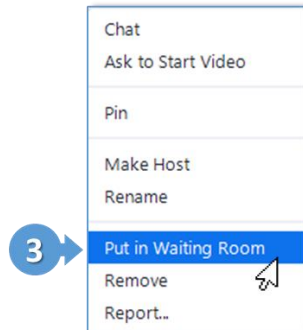 Chat
Ask to Start Video
Pin
Make Host
Rename
3
Put in Waiting Room
Remove
Report...